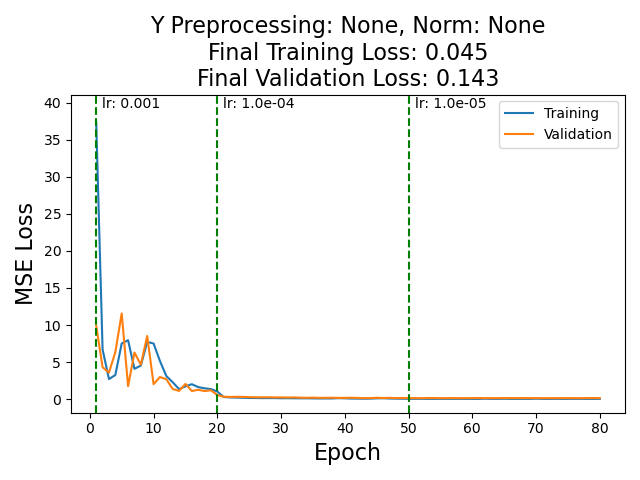 Y Preprocessing: None, Norm: None
Final Training Loss: 0.045
Final Validation Loss: 0.143
lr: 0.001
lr: 1.0e-04
lr: 1.0e-05
Training
Validation
MSE Loss
40
35
30
25
20
15
10
5
0
0 10 20 30 40 50 60 70 80
Epoch